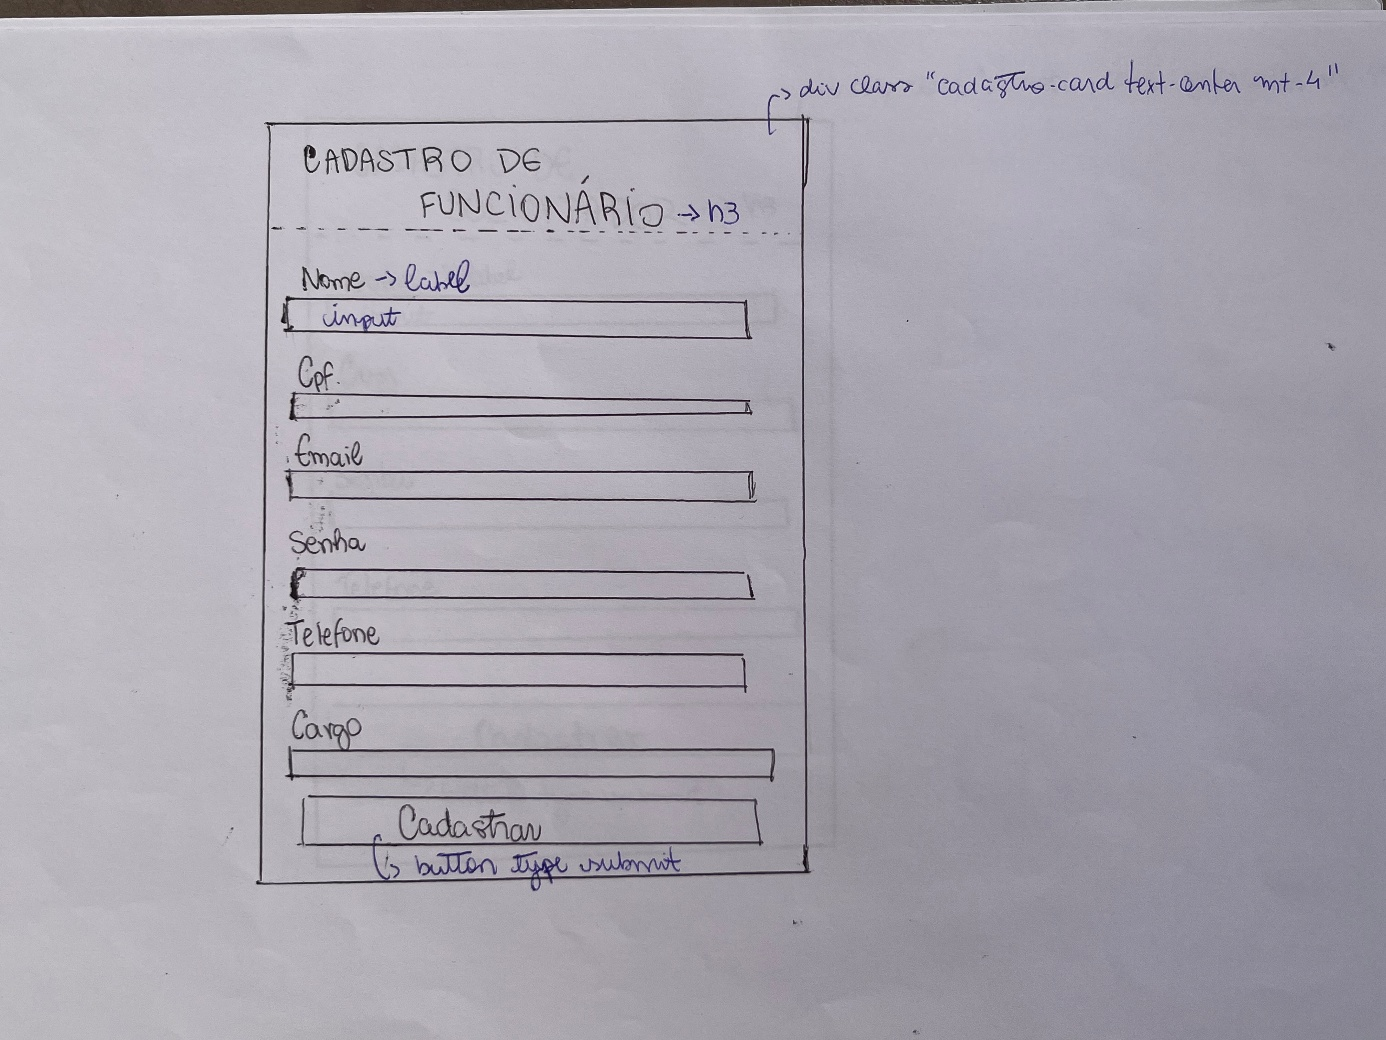 div class "cadastro-card text-center mt-4"
CADASTRO DE
FUNCIONÁRIO → h3
Nome → label
input
Cpf.
Email
Senha
Telefone
Cargo
Cadastrar
button type submit